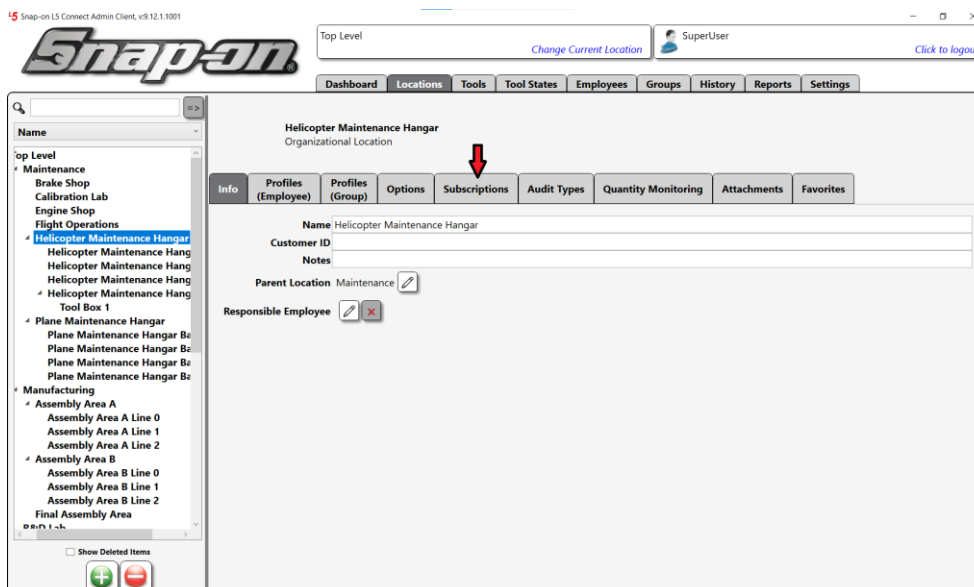 L5 Snap-on L5 Connect Admin Client, v:9.12.1.1001
Snap-on
Top Level
Change Current Location
SuperUser
Click to logou
Dashboard
Locations
Tools
Tool States
Employees
Groups
History
Reports
Settings
=>
Name
op Level
Maintenance
Brake Shop
Calibration Lab
Engine Shop
Flight Operations
Helicopter Maintenance Hangar
Helicopter Maintenance Hang
Helicopter Maintenance Hang
Helicopter Maintenance Hang
Helicopter Maintenance Hang
Tool Box 1
Plane Maintenance Hangar
Plane Maintenance Hangar Ba
Plane Maintenance Hangar Ba
Plane Maintenance Hangar Ba
Plane Maintenance Hangar Ba
Manufacturing
Assembly Area A
Assembly Area A Line 0
Assembly Area A Line 1
Assembly Area A Line 2
Assembly Area B
Assembly Area B Line 0
Assembly Area B Line 1
Assembly Area B Line 2
Final Assembly Area
R&D Lab
Show Deleted Items
Helicopter Maintenance Hangar
Organizational Location
Info
Profiles
(Employee)
Profiles
(Group)
Options
Subscriptions
Audit Types
Quantity Monitoring
Attachments
Favorites
Name Helicopter Maintenance Hangar
Customer ID
Notes
Parent Location Maintenance
Responsible Employee